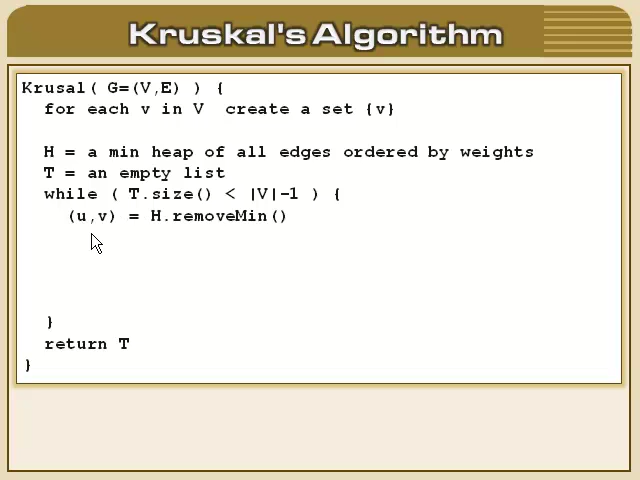 Kruskal's Algorithm
Krusal( G=(V,E) ) {
for each v in V  create a set {v}
H = a min heap of all edges ordered by weights
T = an empty list
while ( T.size() < |V|-1 ) {
(u,v) = H.removeMin()
}
return T
}